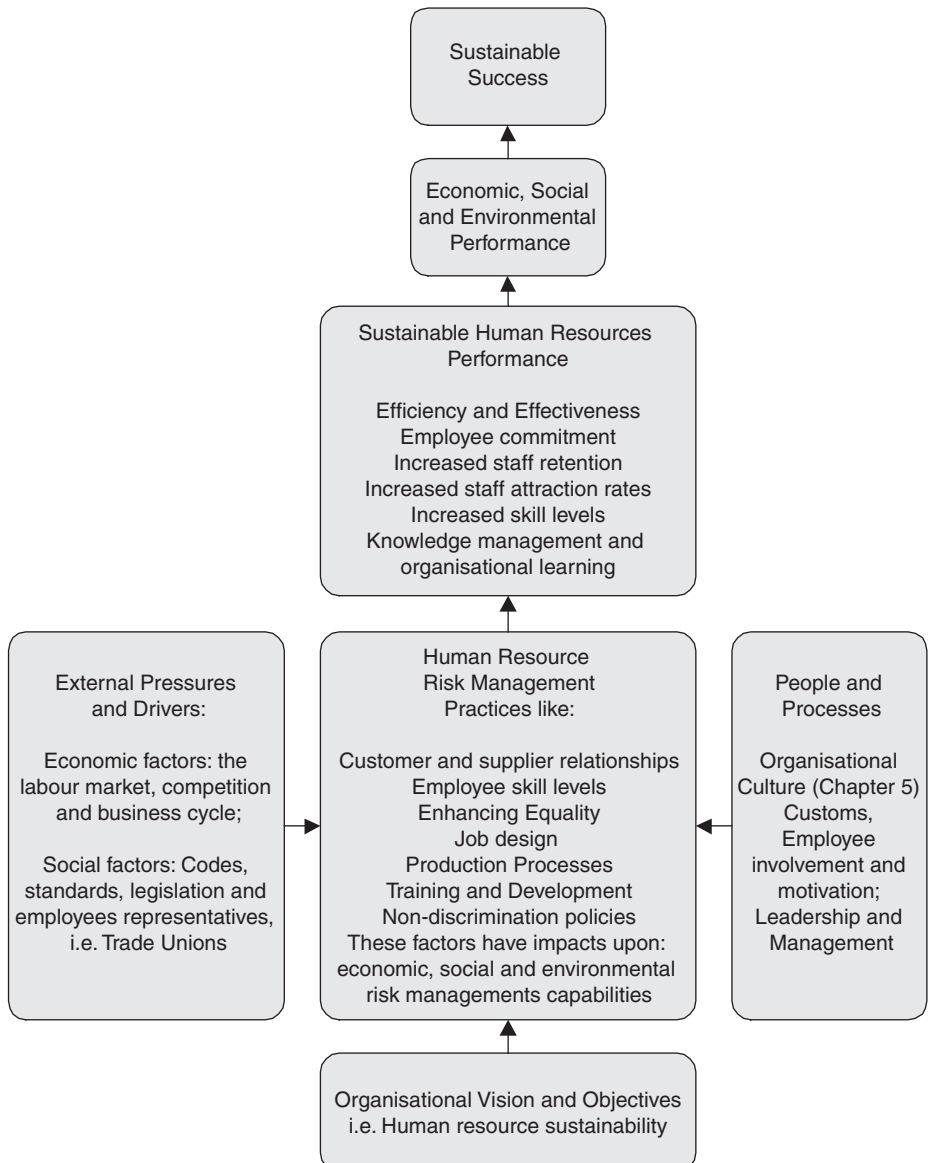 Sustainable
Success
Economic, Social
and Environmental
Performance
Sustainable Human Resources
Performance
Efficiency and Effectiveness
Employee commitment
Increased staff retention
Increased staff attraction rates
Increased skill levels
Knowledge management and
organisational learning
External Pressures
and Drivers:
Economic factors: the
labour market, competition
and business cycle;
Social factors: Codes,
standards, legislation and
employees representatives,
i.e. Trade Unions
Human Resource
Risk Management
Practices like:
Customer and supplier relationships
Employee skill levels
Enhancing Equality
Job design
Production Processes
Training and Development
Non-discrimination policies
These factors have impacts upon:
economic, social and environmental
risk managements capabilities
People and
Processes
Organisational
Culture (Chapter 5)
Customs,
Employee
involvement and
motivation;
Leadership and
Management
Organisational Vision and Objectives
i.e. Human resource sustainability